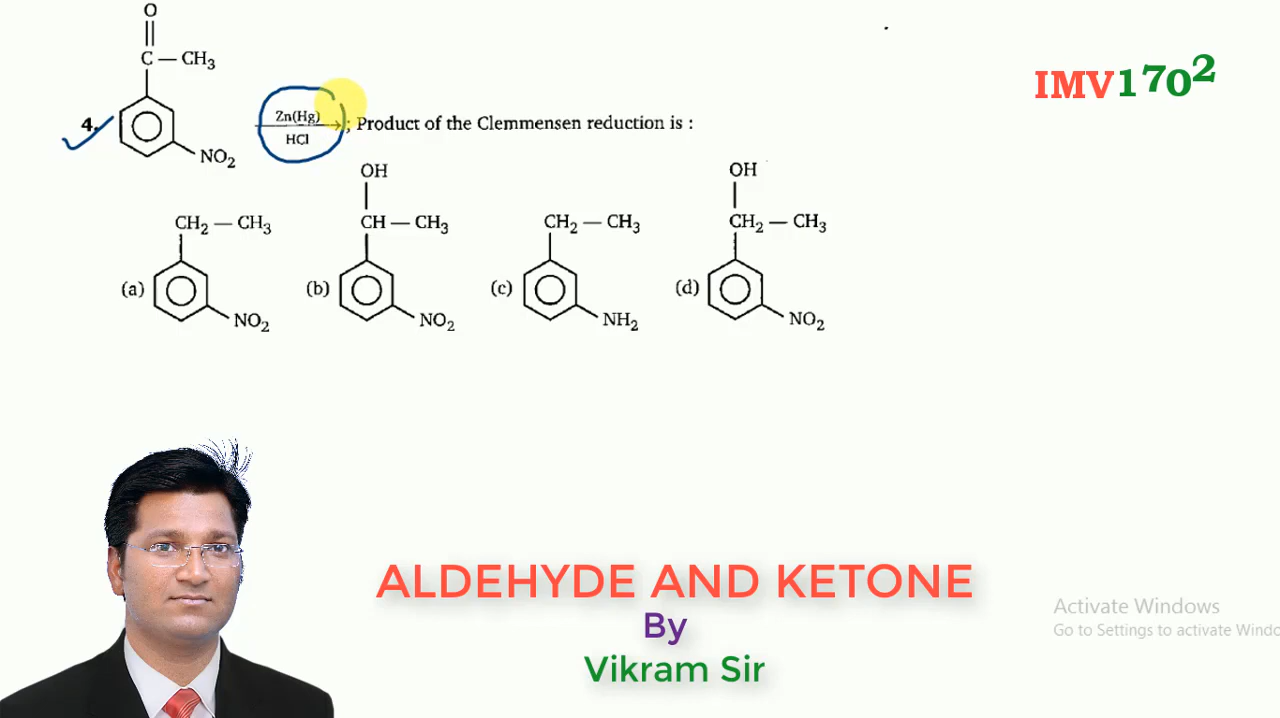 O
C — CH₃
IMV170²
4.
NO₂
Zn(Hg)
HCl
; Product of the Clemmensen reduction is :
OH OH
CH₂ — CH₃ CH — CH₃ CH₂ — CH₃ CH₂ — CH₃
(a) (b) (c) (d)
NO₂ NO₂ NH₂ NO₂
ALDEHYDE AND KETONE
By
Vikram Sir
Activate Windows
Go to Settings to activate Windo